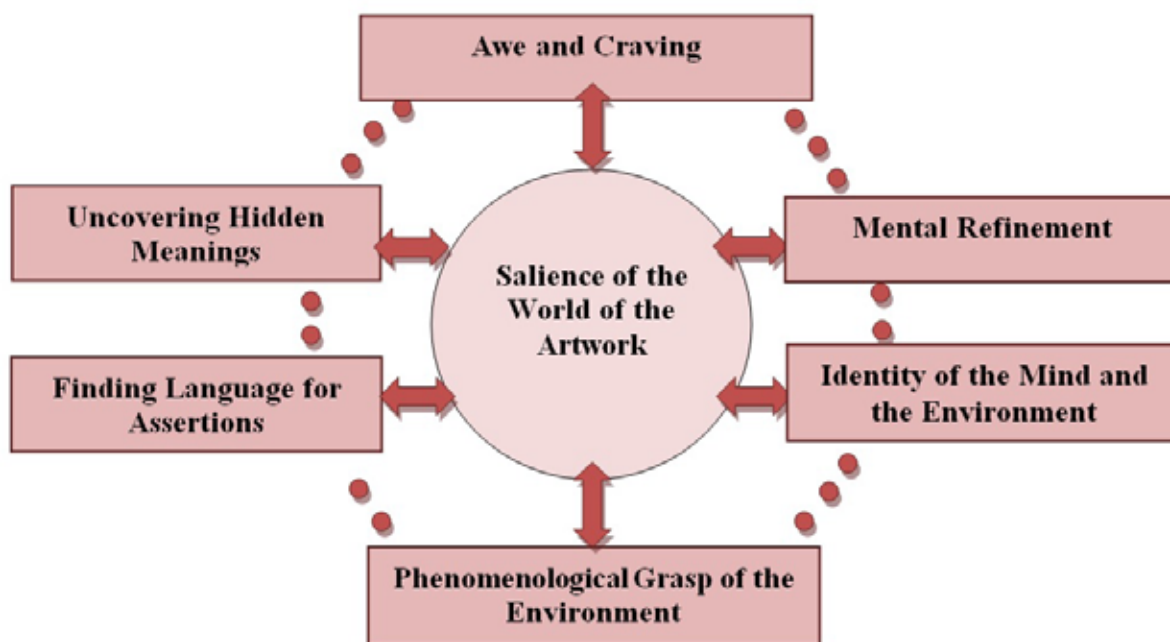 Awe and Craving
Uncovering Hidden
Meanings
Mental Refinement
Salience of the
World of the
Artwork
Finding Language for
Assertions
Identity of the Mind and
the Environment
Phenomenological Grasp of the
Environment